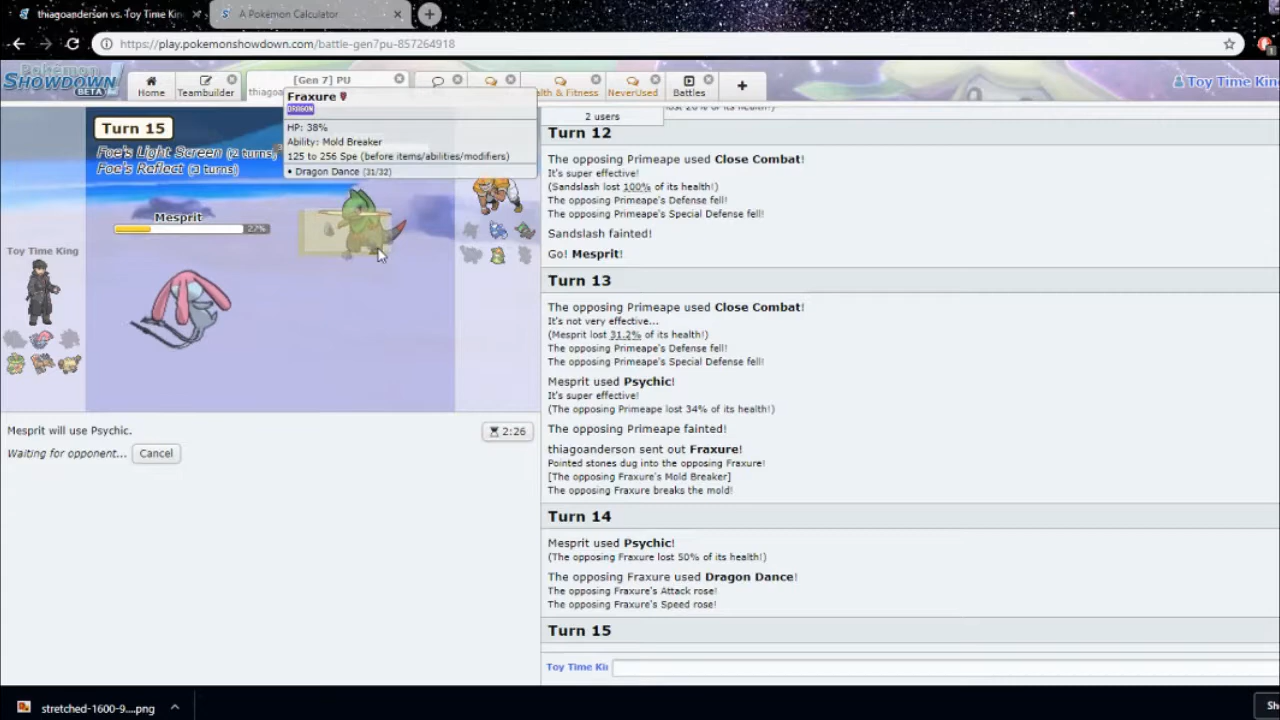 thiagoanderson vs. Toy Time Kin
A Pokémon Calculator
https://play.pokemonshowdown.com/battle-gen7pu-857264918
POKÉMON
SHOWDOWN
BETA
Home
Teambuilder
[Gen 7] PU
thiago
alth & Fitness
NeverUsed
Battles
Toy Time King
Fraxure
DRAGON
HP: 38%
Ability: Mold Breaker
125 to 256 Spe (before items/abilities/modifiers)
• Dragon Dance (31/32)
Turn 15
Foe's Light Screen (2 turns)
Foe's Reflect (3 turns)
Mesprit
27%
Toy Time King
Mesprit will use Psychic.
Waiting for opponent...
Cancel
2:26
2 users
Turn 12
The opposing Primeape used Close Combat!
It's super effective!
(Sandslash lost 100% of its health!)
The opposing Primeape's Defense fell!
The opposing Primeape's Special Defense fell!
Sandslash fainted!
Go! Mesprit!
Turn 13
The opposing Primeape used Close Combat!
It's not very effective...
(Mesprit lost 31.2% of its health!)
The opposing Primeape's Defense fell!
The opposing Primeape's Special Defense fell!
Mesprit used Psychic!
It's super effective!
(The opposing Primeape lost 34% of its health!)
The opposing Primeape fainted!
thiagoanderson sent out Fraxure!
Pointed stones dug into the opposing Fraxure!
[The opposing Fraxure's Mold Breaker]
The opposing Fraxure breaks the mold!
Turn 14
Mesprit used Psychic!
(The opposing Fraxure lost 50% of its health!)
The opposing Fraxure used Dragon Dance!
The opposing Fraxure's Attack rose!
The opposing Fraxure's Speed rose!
Turn 15
Toy Time Kin
stretched-1600-9....png
Sh